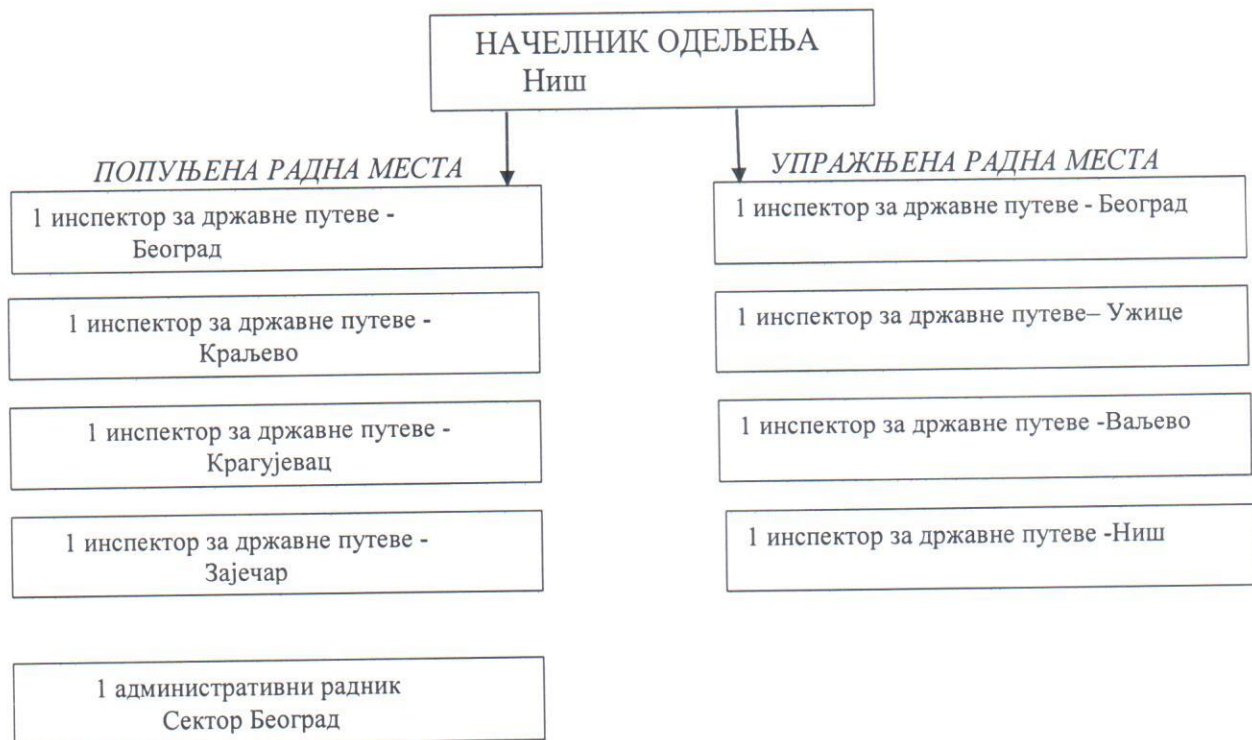 НАЧЕЛНИК ОДЕЉЕЊА
Ниш
ПОПУЊЕНА РАДНА МЕСТА
1 инспектор за државне путеве -
Београд
1 инспектор за државне путеве -
Краљево
1 инспектор за државне путеве -
Крагујевац
1 инспектор за државне путеве -
Зајечар
1 административни радник
Сектор Београд
УПРАЖЊЕНА РАДНА МЕСТА
1 инспектор за државне путеве - Београд
1 инспектор за државне путеве– Ужице
1 инспектор за државне путеве -Ваљево
1 инспектор за државне путеве -Ниш